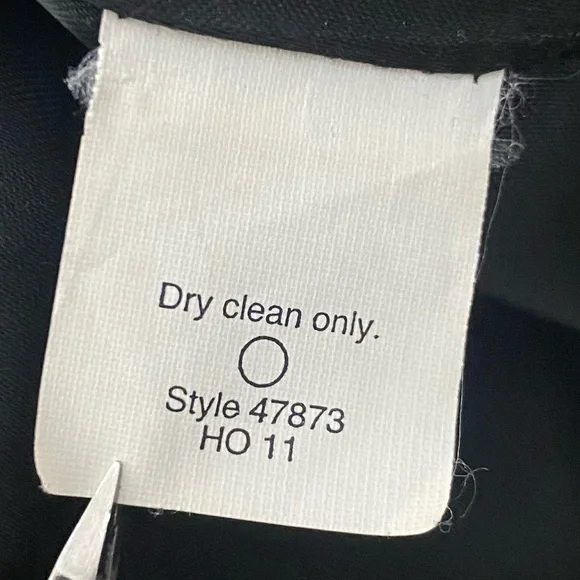 Dry clean only.
Style 47873
HO 11